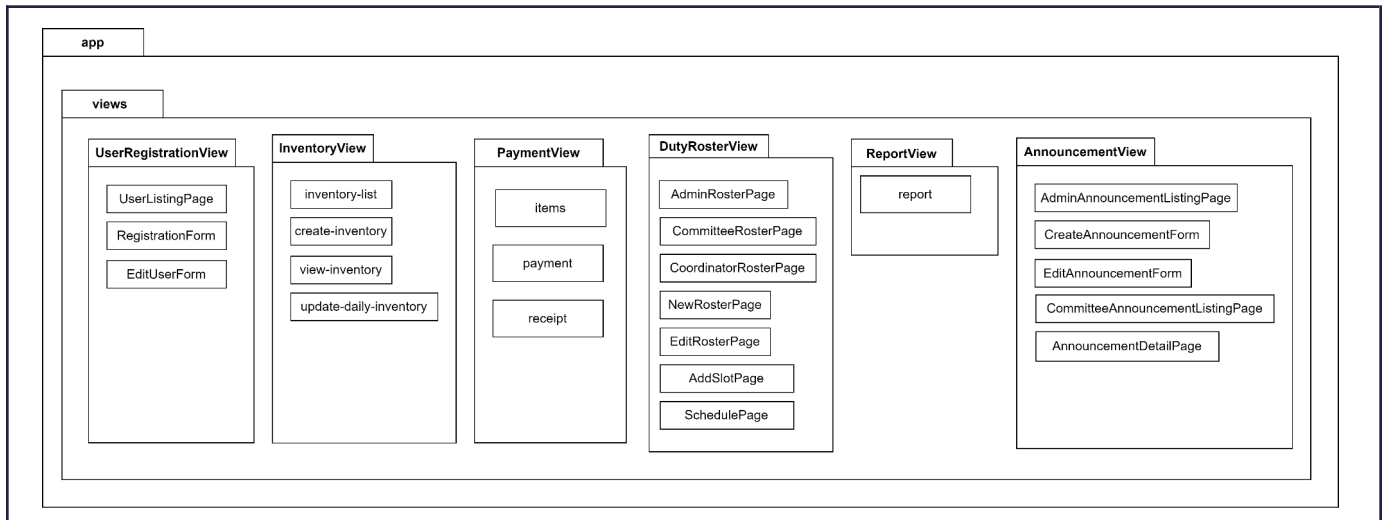 app
views
UserRegistrationView
UserListingPage
RegistrationForm
EditUserForm
InventoryView
inventory-list
create-inventory
view-inventory
update-daily-inventory
PaymentView
items
payment
receipt
DutyRosterView
AdminRosterPage
CommitteeRosterPage
CoordinatorRosterPage
NewRosterPage
EditRosterPage
AddSlotPage
SchedulePage
ReportView
report
AnnouncementView
AdminAnnouncementListingPage
CreateAnnouncementForm
EditAnnouncementForm
CommitteeAnnouncementListingPage
AnnouncementDetailPage